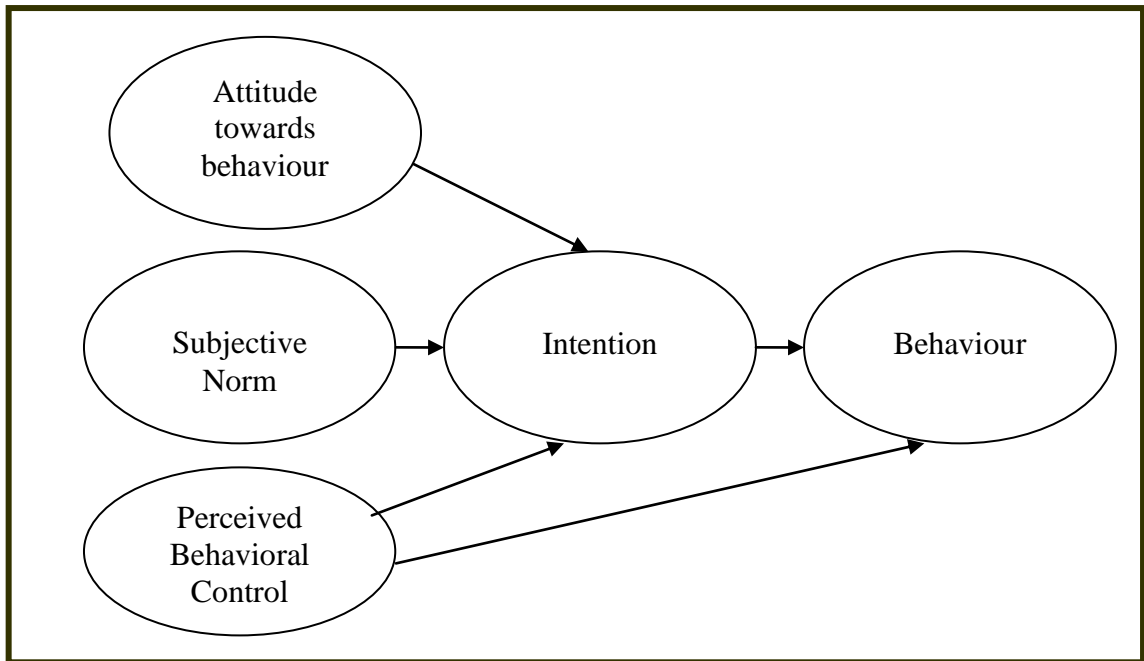 Attitude
towards
behaviour
Subjective
Norm
Intention
Behaviour
Perceived
Behavioral
Control